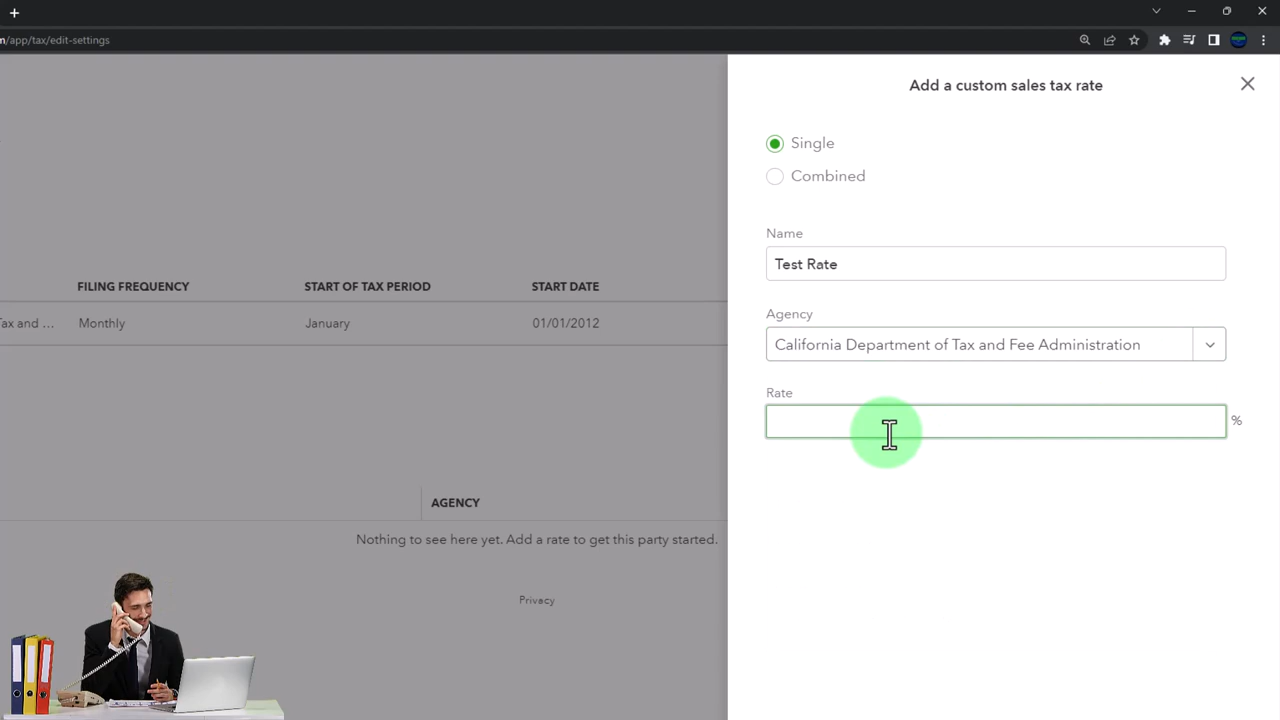 m/app/tax/edit-settings
Add a custom sales tax rate
Single
Combined
Name
Test Rate
Agency
California Department of Tax and Fee Administration
Rate
%
FILING FREQUENCY START OF TAX PERIOD START DATE
Tax and ... Monthly January 01/01/2012
AGENCY
Nothing to see here yet. Add a rate to get this party started.
Privacy